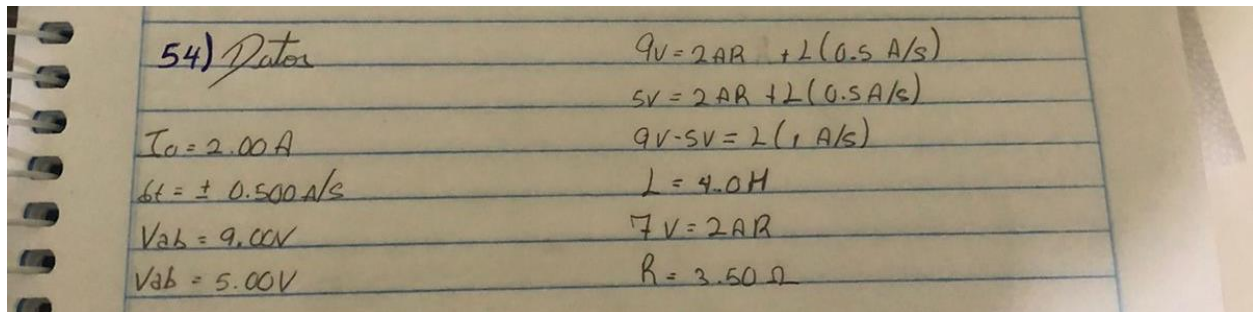 54) Datos
I0 = 2.00 A
δt = ± 0.500 A/s
Vab = 9.00V
Vab = 5.00V
9V = 2AR + L(0.5 A/s)
5V = 2AR + L(0.5 A/s)
9V-5V = L(1 A/s)
L = 4.0H
7V = 2AR
R = 3.50 Ω